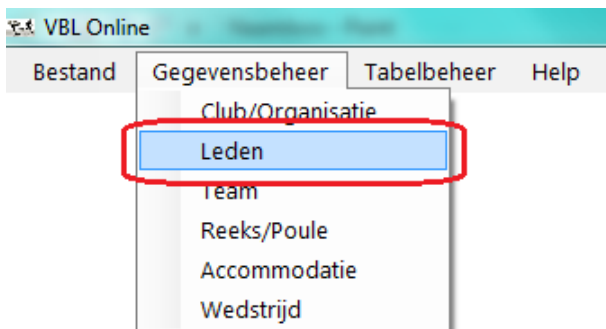 VBL Online
Bestand Gegevensbeheer Tabelbeheer Help
Club/Organisatie
Leden
Team
Reeks/Poule
Accommodatie
Wedstrijd